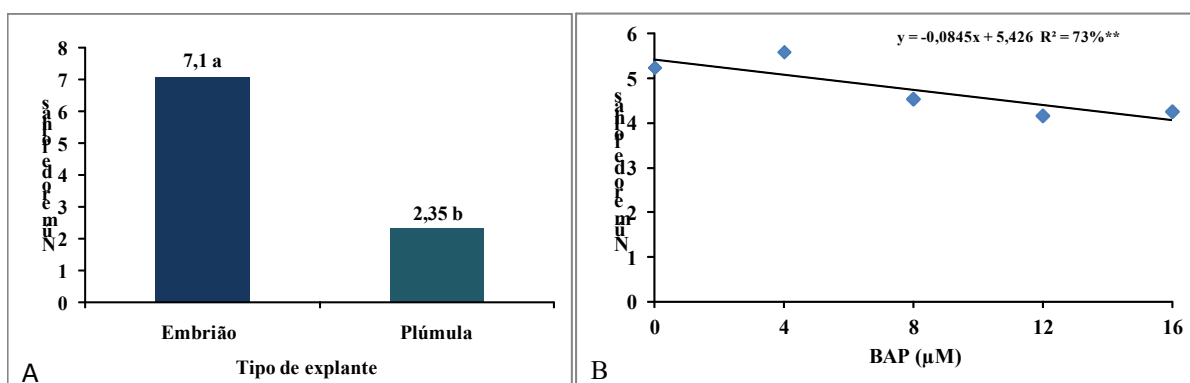 8
7
6
5
4
3
2
1
0
Número de folhas
7,1 a
2,35 b
Embrião
Plúmula
Tipo de explante
A
y = -0,0845x + 5,426 R² = 73%**
6
5
4
3
2
1
0
Número de folhas
0 4 8 12 16
BAP (µM)
B